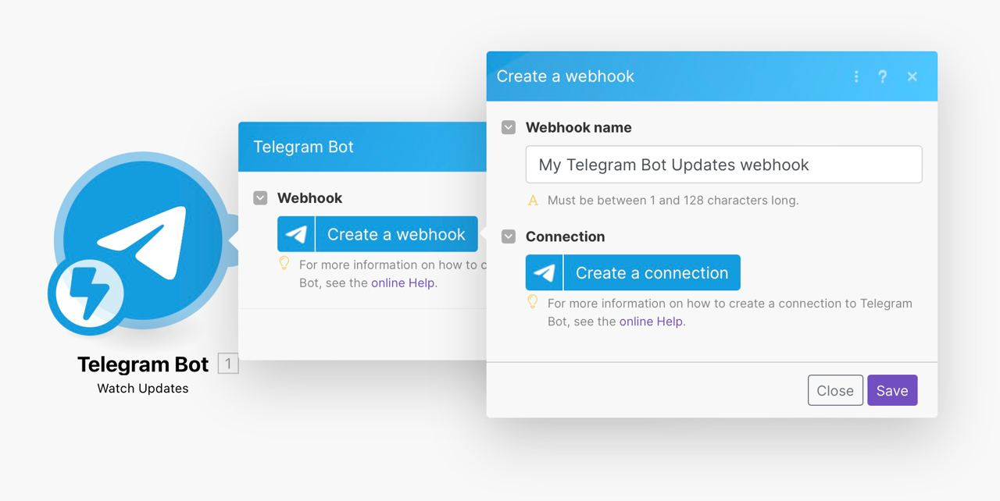 Telegram Bot 1
Watch Updates
Telegram Bot
Webhook
Create a webhook
For more information on how to c
Bot, see the online Help.
Create a webhook ?
Webhook name
My Telegram Bot Updates webhook
A Must be between 1 and 128 characters long.
Connection
Create a connection
For more information on how to create a connection to Telegram
Bot, see the online Help.
Close Save